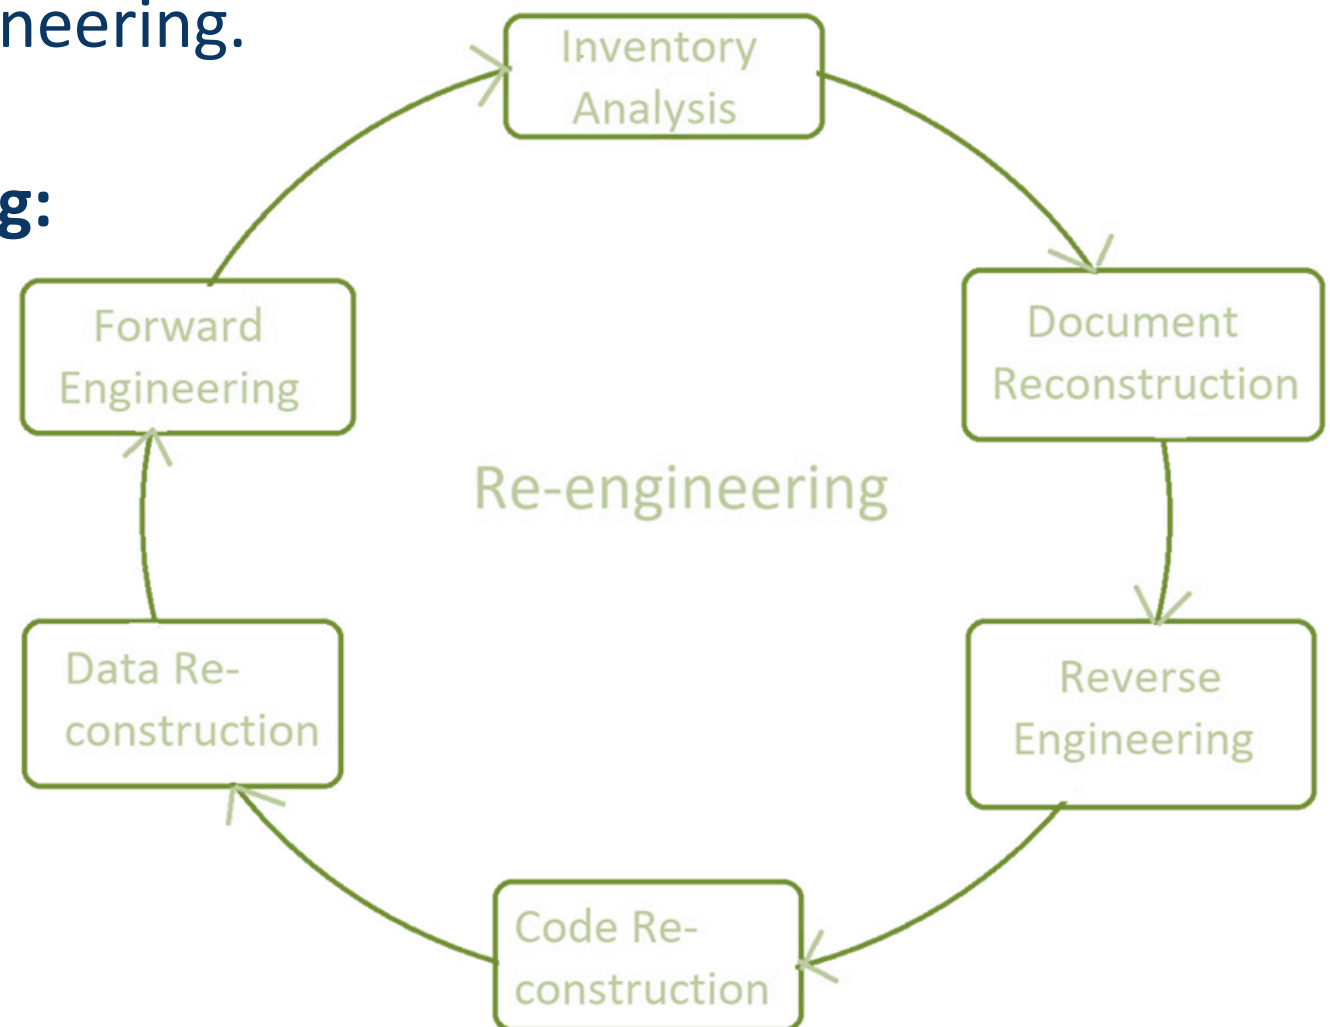 neering.
g:
Inventory
Analysis
Document
Reconstruction
Reverse
Engineering
Code Re-
construction
Data Re-
construction
Forward
Engineering
Re-engineering